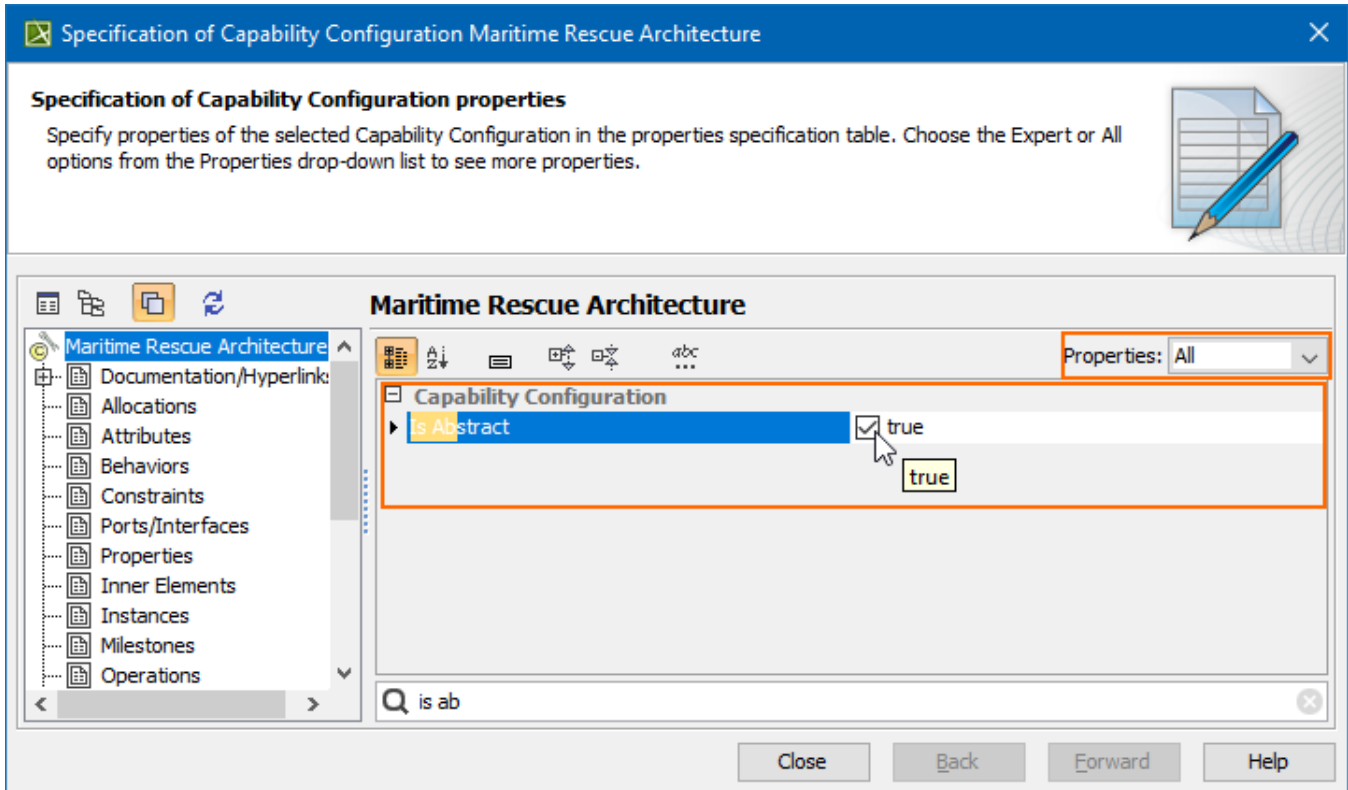 Specification of Capability Configuration Maritime Rescue Architecture
Specification of Capability Configuration properties
Specify properties of the selected Capability Configuration in the properties specification table. Choose the Expert or All
options from the Properties drop-down list to see more properties.
Maritime Rescue Architecture
Properties: All
Maritime Rescue Architecture
Documentation/Hyperlinks
Allocations
Attributes
Behaviors
Constraints
Ports/Interfaces
Properties
Inner Elements
Instances
Milestones
Operations
Capability Configuration
Is Abstract true
true
is ab
Close Back Forward Help